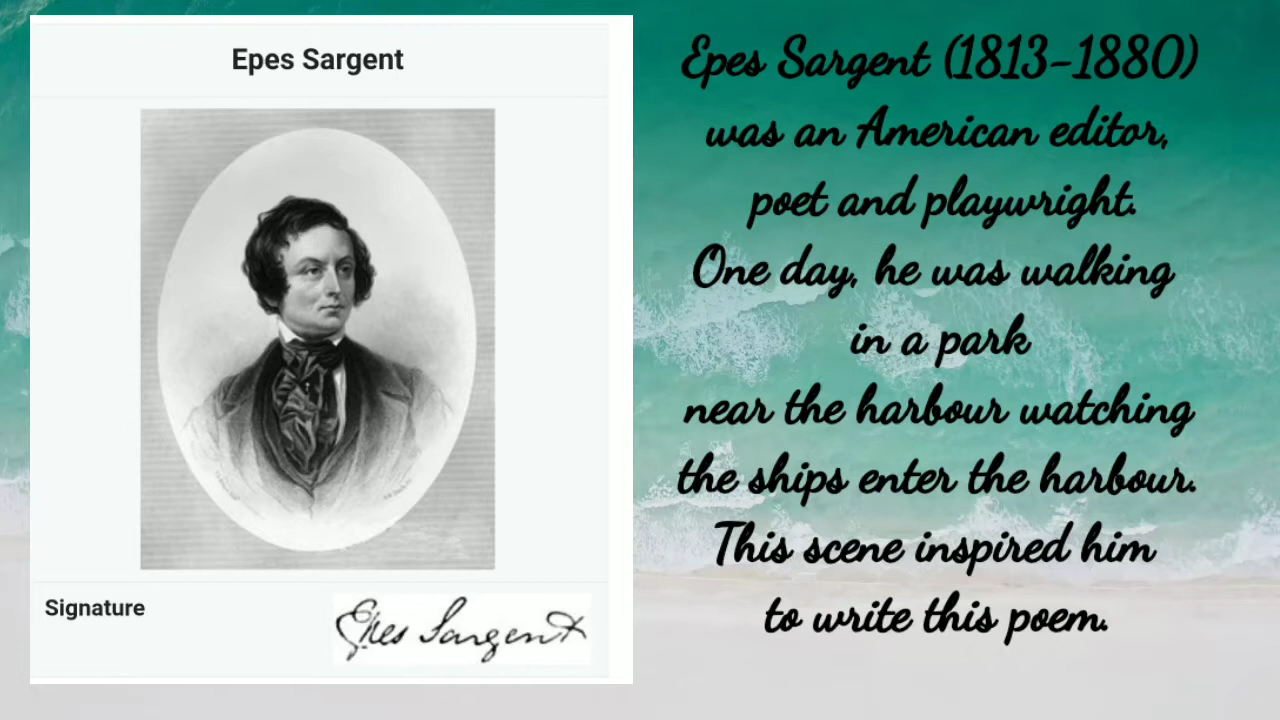 Epes Sargent
Signature
Epes Sargent
Epes Sargent (1813-1880)
was an American editor,
poet and playwright.
One day, he was walking
in a park
near the harbour watching
the ships enter the harbour.
This scene inspired him
to write this poem.